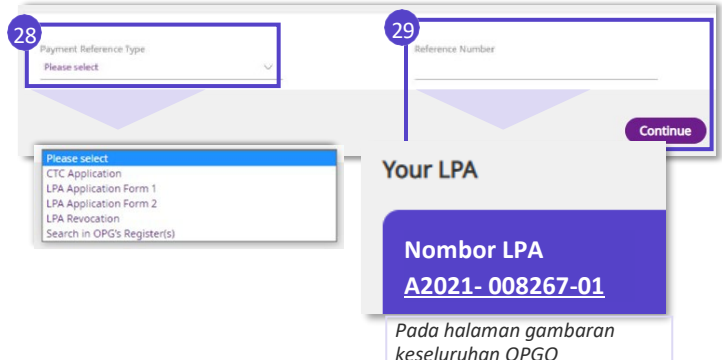 28
Payment Reference Type
Please select
29
Reference Number
Continue
Please select
CTC Application
LPA Application Form 1
LPA Application Form 2
LPA Revocation
Search in OPG's Register(s)
Your LPA
Nombor LPA
A2021- 008267-01
Pada halaman gambaran
keseluruhan OPGO